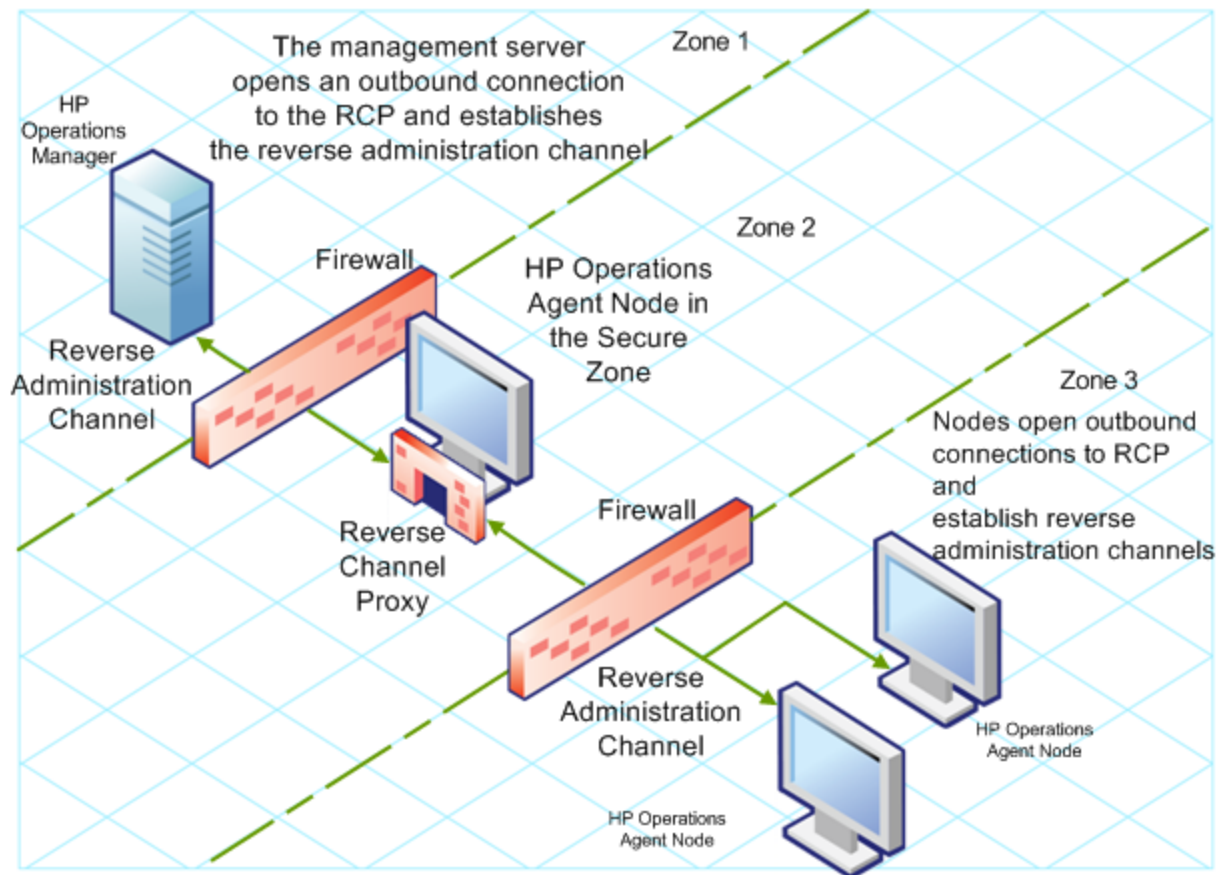 The management server
opens an outbound connection
to the RCP and establishes
the reverse administration channel
Zone 1
HP
Operations
Manager
Zone 2
Firewall
HP Operations
Agent Node in
the Secure
Zone
Reverse
Administration
Channel
Zone 3
Nodes open outbound
connections to RCP
and
establish reverse
administration channels
Firewall
Reverse
Channel
Proxy
Reverse
Administration
Channel
HP Operations
Agent Node
HP Operations
Agent Node